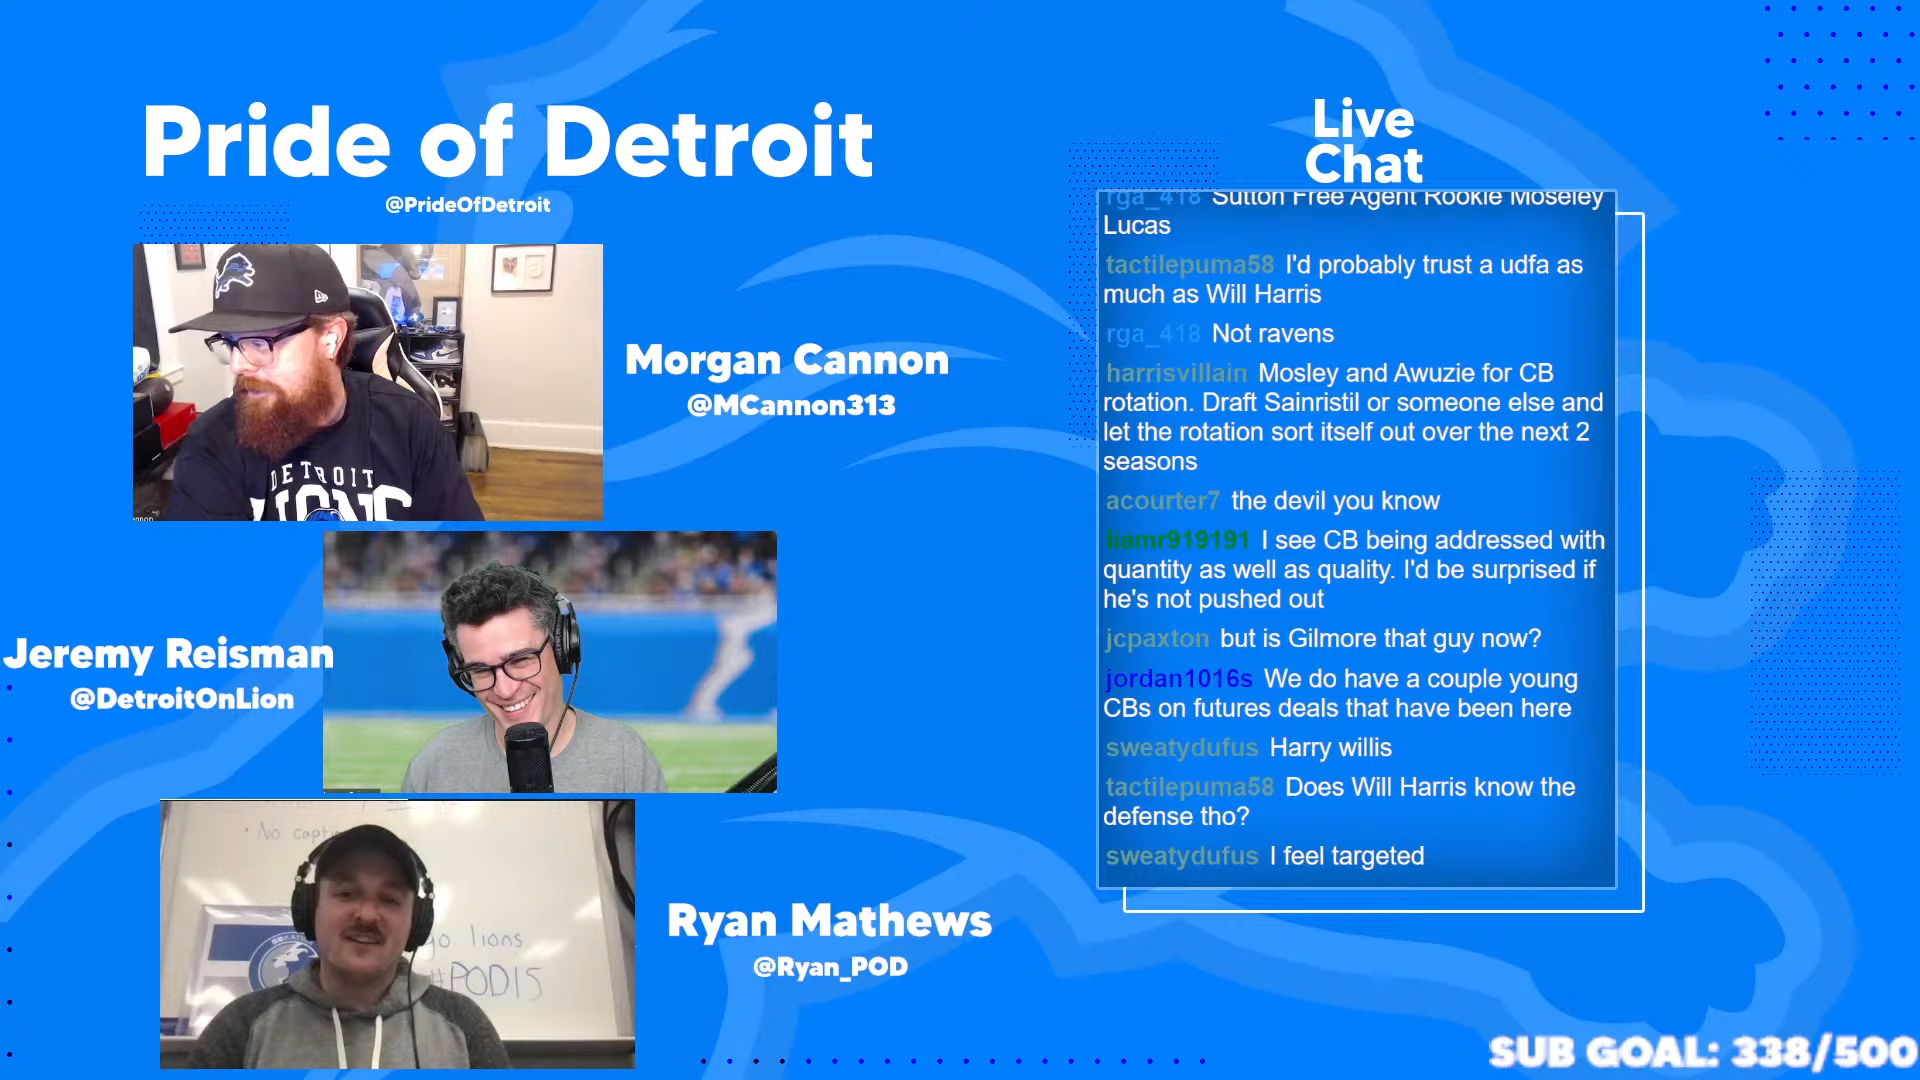 Pride of Detroit
@PrideOfDetroit
DETROIT
LIONS
Morgan Cannon
@MCannon313
Jeremy Reisman
@DetroitOnLion
No capt
go lions
#POD15
Ryan Mathews
@Ryan_POD
Live
Chat
rga_418 Sutton Free Agent Rookie Moseley
Lucas
tactilepuma58 I'd probably trust a udfa as
much as Will Harris
rga_418 Not ravens
harrisvillain Mosley and Awuzie for CB
rotation. Draft Sainristil or someone else and
let the rotation sort itself out over the next 2
seasons
acourter7 the devil you know
liamr919191 I see CB being addressed with
quantity as well as quality. I'd be surprised if
he's not pushed out
jcpaxton but is Gilmore that guy now?
jordan1016s We do have a couple young
CBs on futures deals that have been here
sweatydufus Harry willis
tactilepuma58 Does Will Harris know the
defense tho?
sweatydufus I feel targeted
SUB GOAL: 338/500